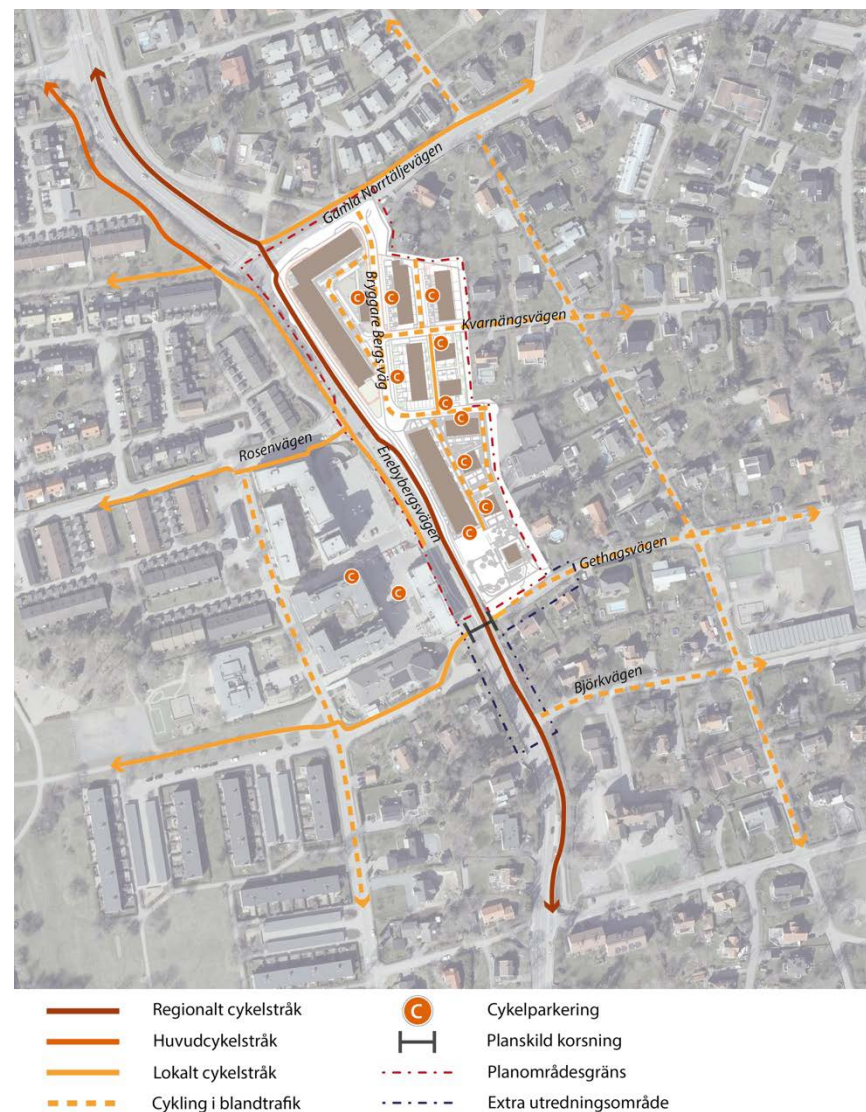 Gamla Norrtäljevägen
Bryggare Bergs väg
Kvarnängsvägen
C
C
C
C
C
C
C
C
C
C
Rosenvägen
Enebybergsvägen
Gethagsvägen
C
C
Björkvägen
Regionalt cykelstråk
Huvudcykelstråk
Lokalt cykelstråk
Cykling i blandtrafik
C
Cykelparkering
Planskild korsning
Planområdesgräns
Extra utredningsområde